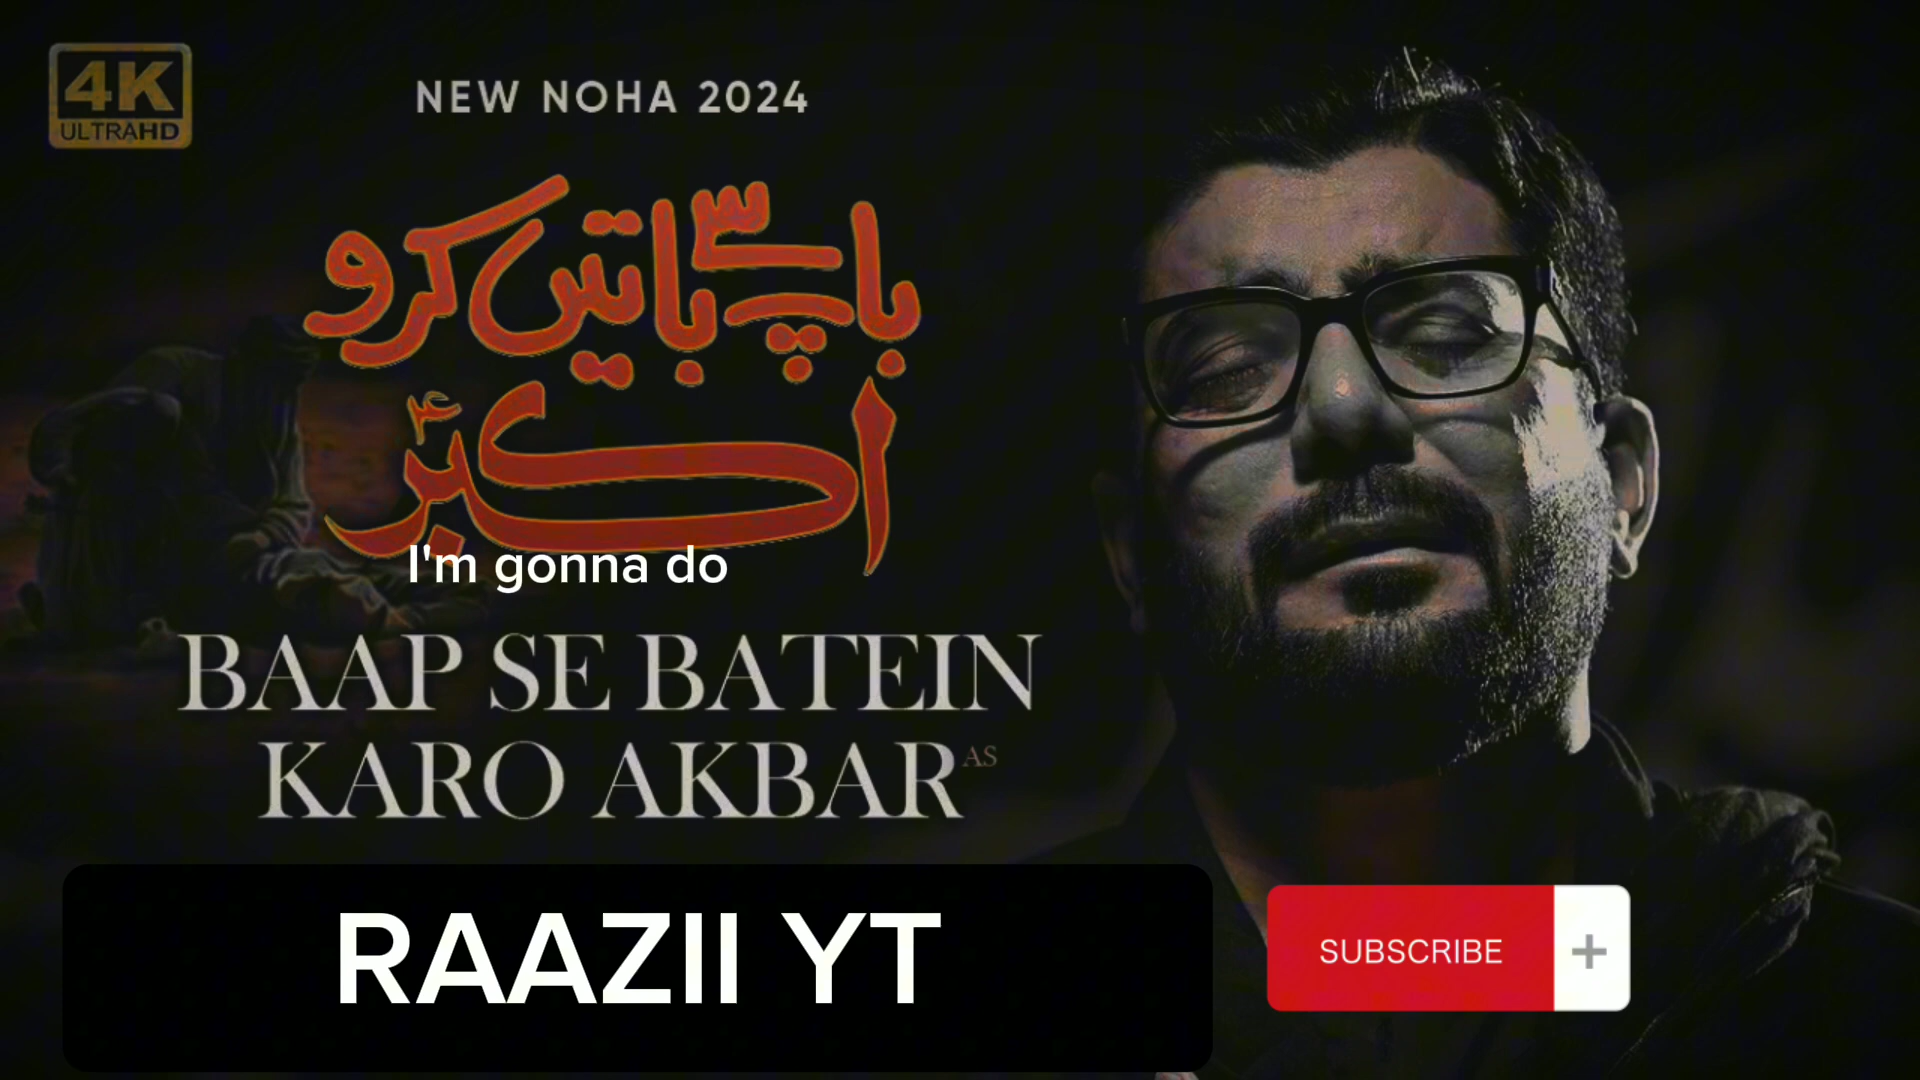 4K
ULTRAHD
NEW NOHA 2024
باپ سے باتیں کرو
اکبرؑ
I'm gonna do
BAAP SE BATEIN
KARO AKBAR AS
RAAZII YT
SUBSCRIBE +